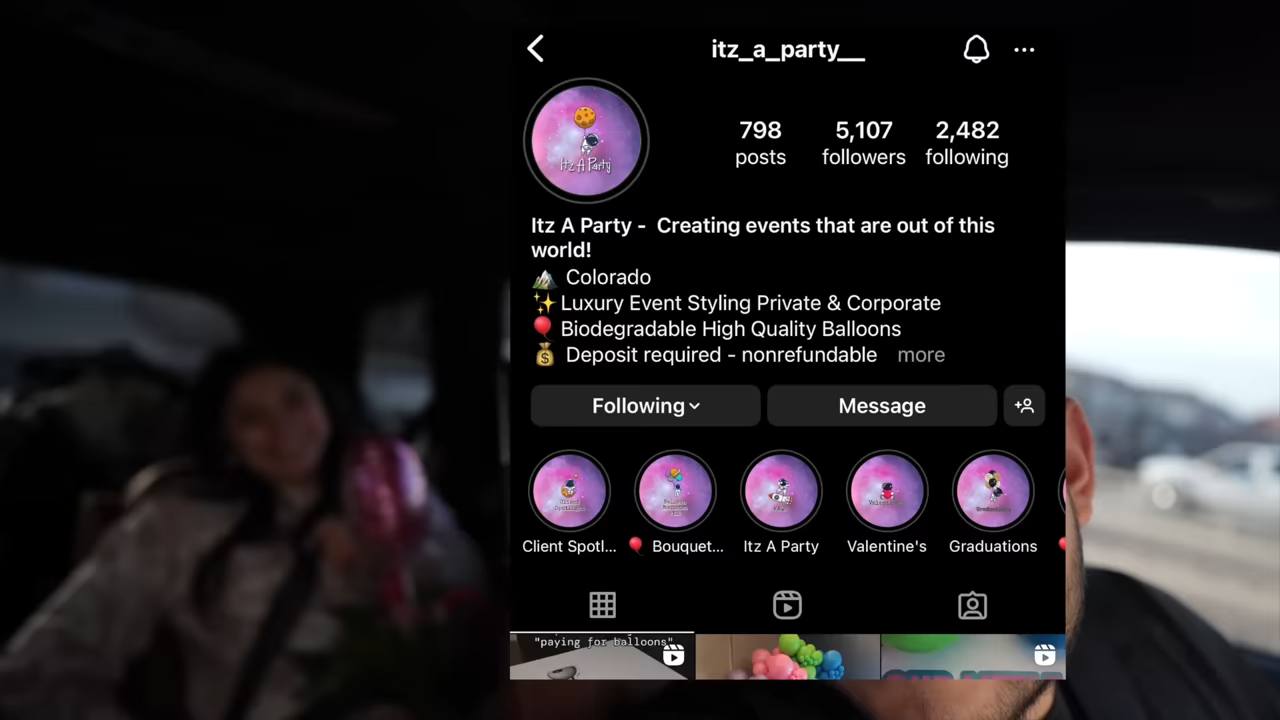 itz_a_party__
Itz A Party
798
5,107
2,482
posts
followers
following
Itz A Party - Creating events that are out of this
world!
Colorado
Luxury Event Styling Private & Corporate
Biodegradable High Quality Balloons
Deposit required - nonrefundable more
Following
Message
Client Spotl...
Bouquet...
Itz A Party
Valentine's
Graduations
"paying for balloons"